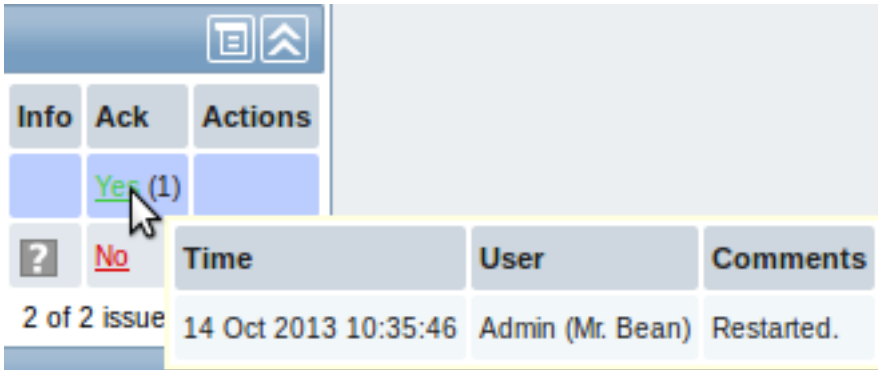 Info Ack Actions
Yes (1)
? No
Time User Comments
2 of 2 issue
14 Oct 2013 10:35:46 Admin (Mr. Bean) Restarted.